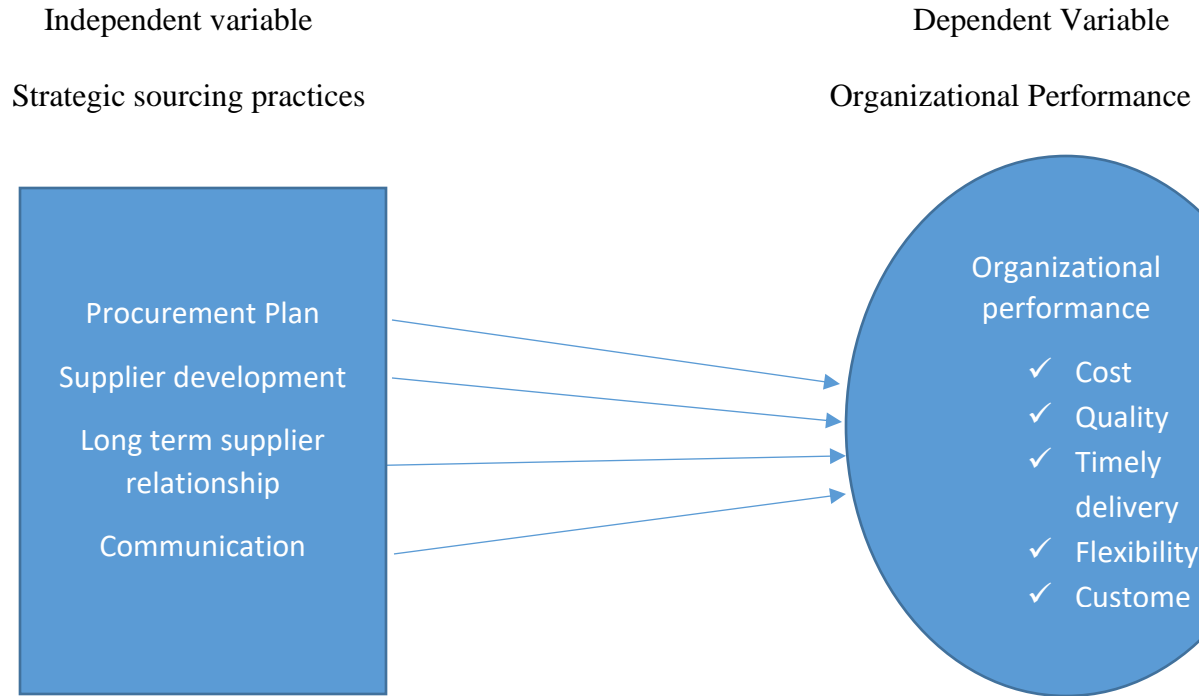 Independent variable
Dependent Variable
Strategic sourcing practices
Organizational Performance
Procurement Plan
Supplier development
Long term supplier
relationship
Communication
Organizational
performance
✓ Cost
✓ Quality
✓ Timely
delivery
✓ Flexibility
✓ Custome